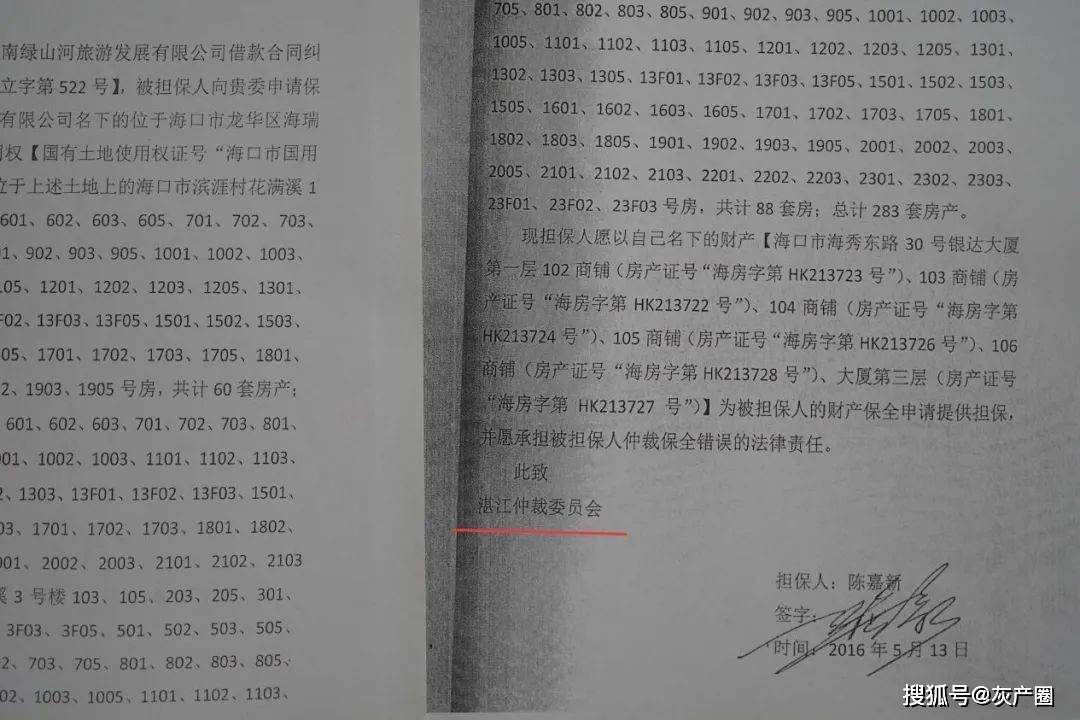 南绿山河旅游发展有限公司借款合同纠
立字第 522 号】，被担保人向贵委申请保
有限公司名下的位于海口市龙华区海瑞
权【国有土地使用权证号“海口市国用
位于上述土地上的海口市滨涯村花满溪 1
601、602、603、605、701、702、703、
、902、903、905、1001、1002、1003、
105、1201、1202、1203、1205、1301、
F02、13F03、13F05、1501、1502、1503、
05、1701、1702、1703、1705、1801、
2、1903、1905 号房，共计 60 套房产；
、601、602、603、701、702、703、801、
001、1002、1003、1101、1102、1103、
2、1303、13F01、13F02、13F03、1501、
03、1701、1702、1703、1801、1802、
001、2002、2003、2101、2102、2103
溪 3 号楼 103、105、203、205、301、
3F03、3F05、501、502、503、505、
02、703、705、801、802、803、805、
02、1003、1005、1101、1102、1103、
705、801、802、803、805、901、902、903、905、1001、1002、1003、
1005、1101、1102、1103、1105、1201、1202、1203、1205、1301、
1302、1303、1305、13F01、13F02、13F03、13F05、1501、1502、1503、
1505、1601、1602、1603、1605、1701、1702、1703、1705、1801、
1802、1803、1805、1901、1902、1903、1905、2001、2002、2003、
2005、2101、2102、2103、2201、2202、2203、2301、2302、2303、
23F01、23F02、23F03 号房，共计 88 套房；总计 283 套房产。
现担保人愿以自己名下的财产【海口市海秀东路 30 号银达大厦
第一层 102 商铺（房产证号“海房字第 HK213723 号”）、103 商铺（房
产证号“海房字第 HK213722 号”）、104 商铺（房产证号“海房字第
HK213724 号”）、105 商铺（房产证号“海房字第 HK213726 号”）、106
商铺（房产证号“海房字第 HK213728 号”）、大厦第三层（房产证号
“海房字第 HK213727 号”）】为被担保人的财产保全申请提供担保，
并愿承担被担保人仲裁保全错误的法律责任。
此致
湛江仲裁委员会
担保人：陈嘉新
签字：
时间：2016 年 5 月 13 日
搜狐号@灰产圈